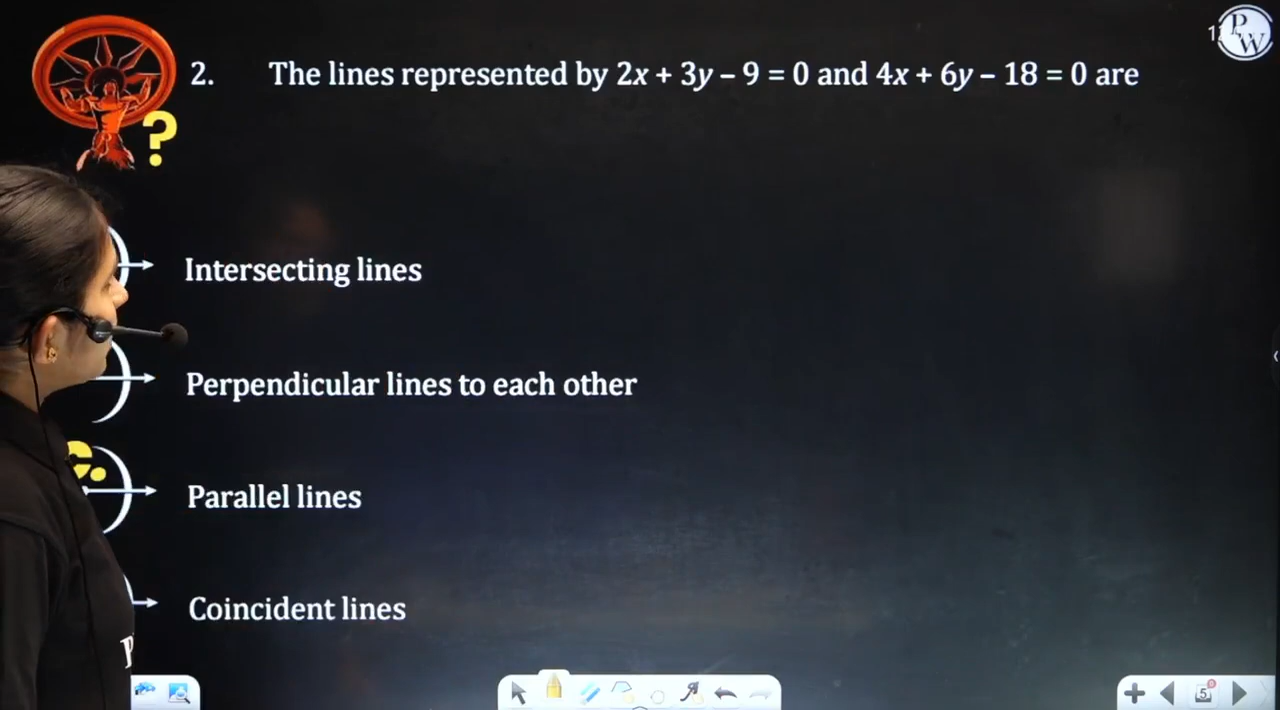 2. The lines represented by 2x + 3y – 9 = 0 and 4x + 6y – 18 = 0 are
?
Intersecting lines
Perpendicular lines to each other
Parallel lines
Coincident lines
P
W
5